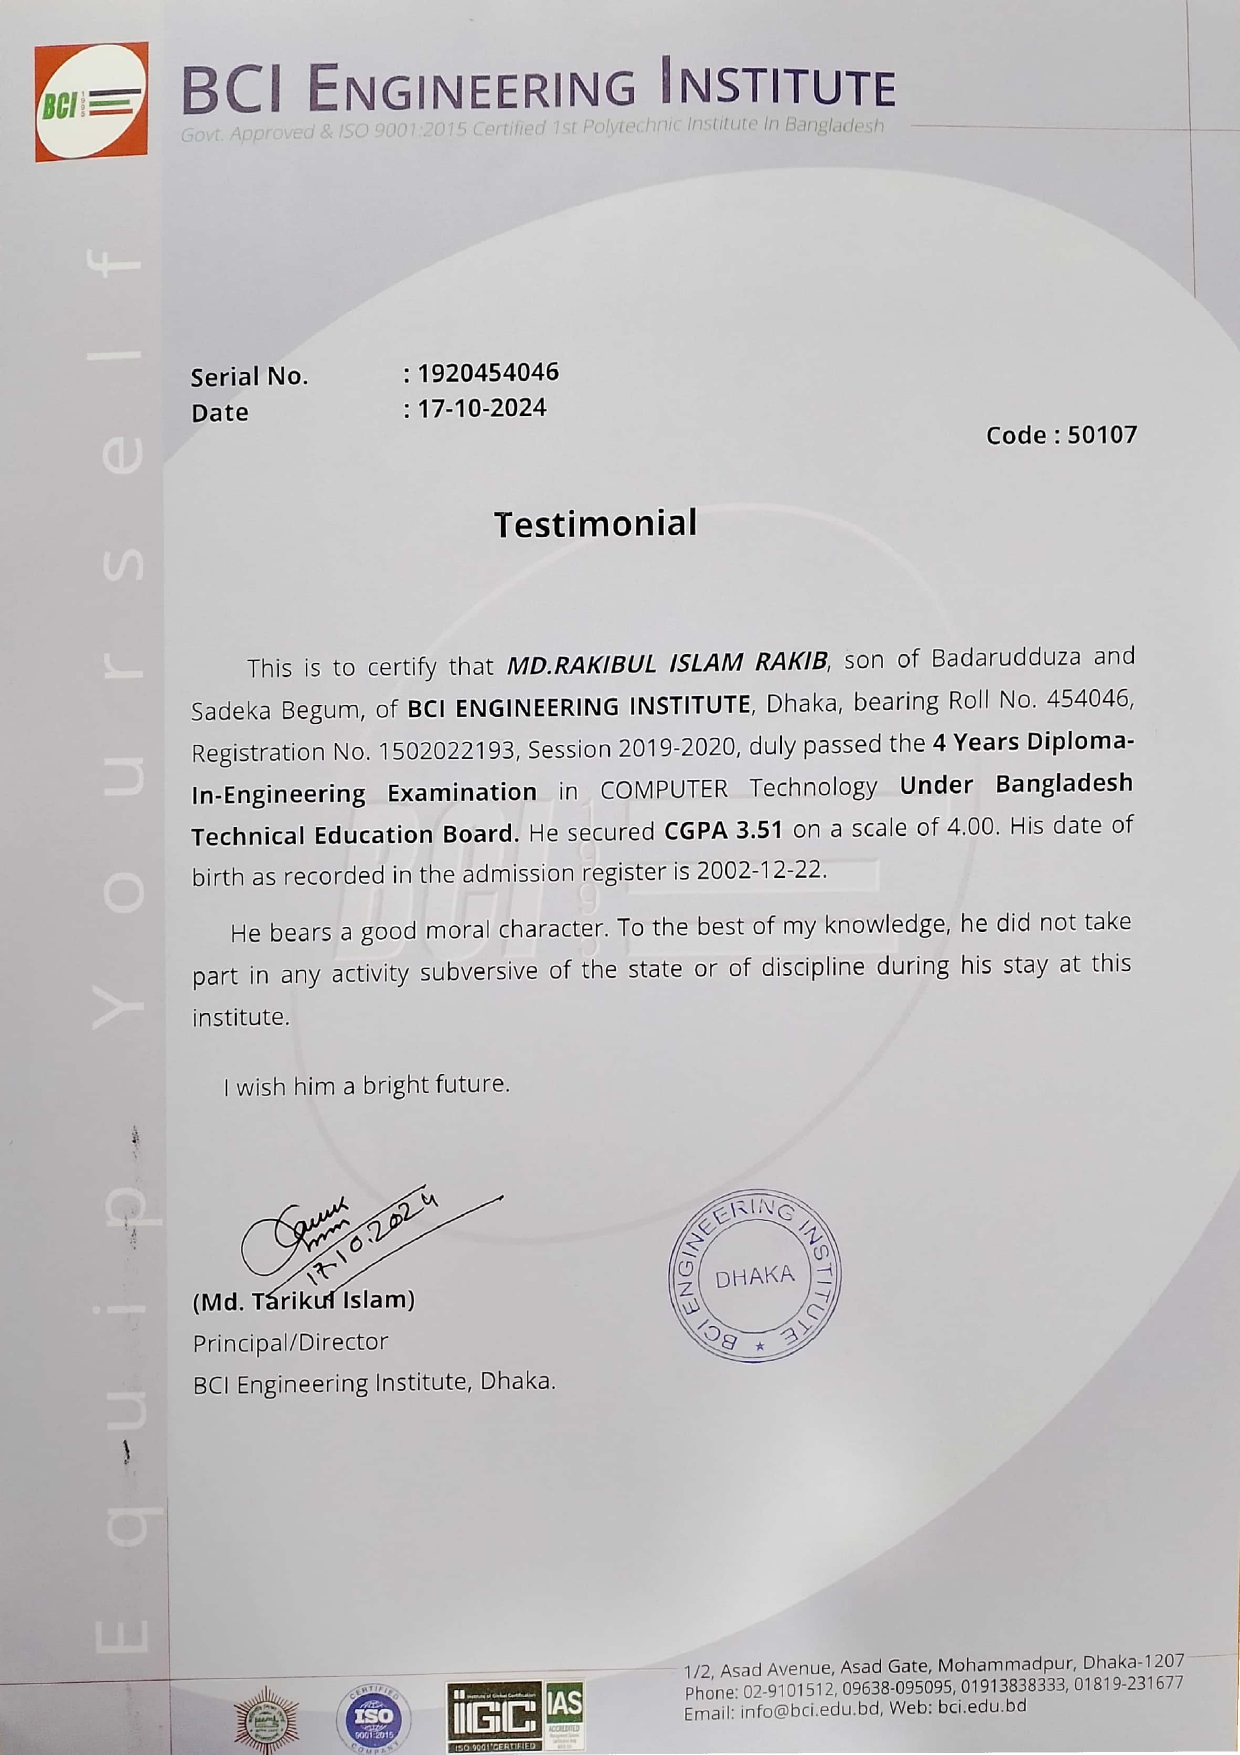 BCI ENGINEERING INSTITUTE
Govt. Approved & ISO 9001:2015 Certified 1st Polytechnic Institute In Bangladesh
BCI
Equip Yourself
Serial No. : 1920454046
Date : 17-10-2024
Code : 50107
Testimonial
This is to certify that MD.RAKIBUL ISLAM RAKIB, son of Badarudduza and
Sadeka Begum, of BCI ENGINEERING INSTITUTE, Dhaka, bearing Roll No. 454046,
Registration No. 1502022193, Session 2019-2020, duly passed the 4 Years Diploma-
In-Engineering Examination in COMPUTER Technology Under Bangladesh
Technical Education Board. He secured CGPA 3.51 on a scale of 4.00. His date of
birth as recorded in the admission register is 2002-12-22.
He bears a good moral character. To the best of my knowledge, he did not take
part in any activity subversive of the state or of discipline during his stay at this
institute.
I wish him a bright future.
17.10.2024
(Md. Tarikul Islam)
Principal/Director
BCI Engineering Institute, Dhaka.
BCI ENGINEERING INSTITUTE
DHAKA
1/2, Asad Avenue, Asad Gate, Mohammadpur, Dhaka-1207
Phone: 02-9101512, 09638-095095, 01913838333, 01819-231677
Email: info@bci.edu.bd, Web: bci.edu.bd
CERTIFIED
ISO
9001:2015
COMPANY
IIGC
ISO 9001 CERTIFIED
IAS
ACCREDITED